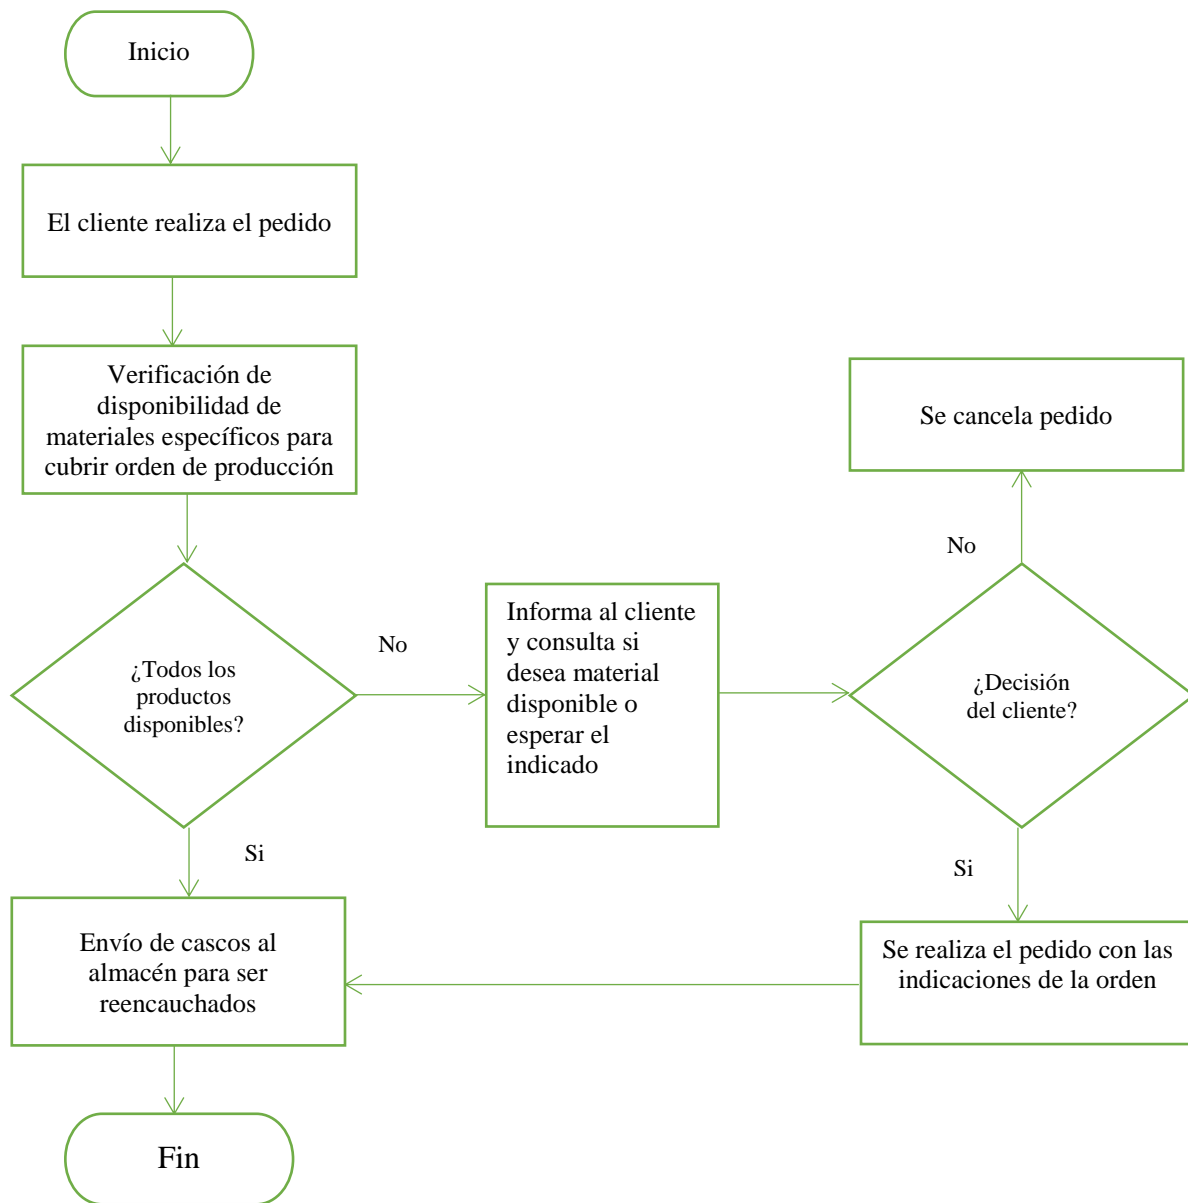 Inicio
El cliente realiza el pedido
Verificación de
disponibilidad de
materiales específicos para
cubrir orden de producción
Se cancela pedido
No
¿Todos los
productos
disponibles?
No
Informa al cliente
y consulta si
desea material
disponible o
esperar el
indicado
¿Decisión
del cliente?
Si
Si
Envío de cascos al
almacén para ser
reencauchados
Se realiza el pedido con las
indicaciones de la orden
Fin